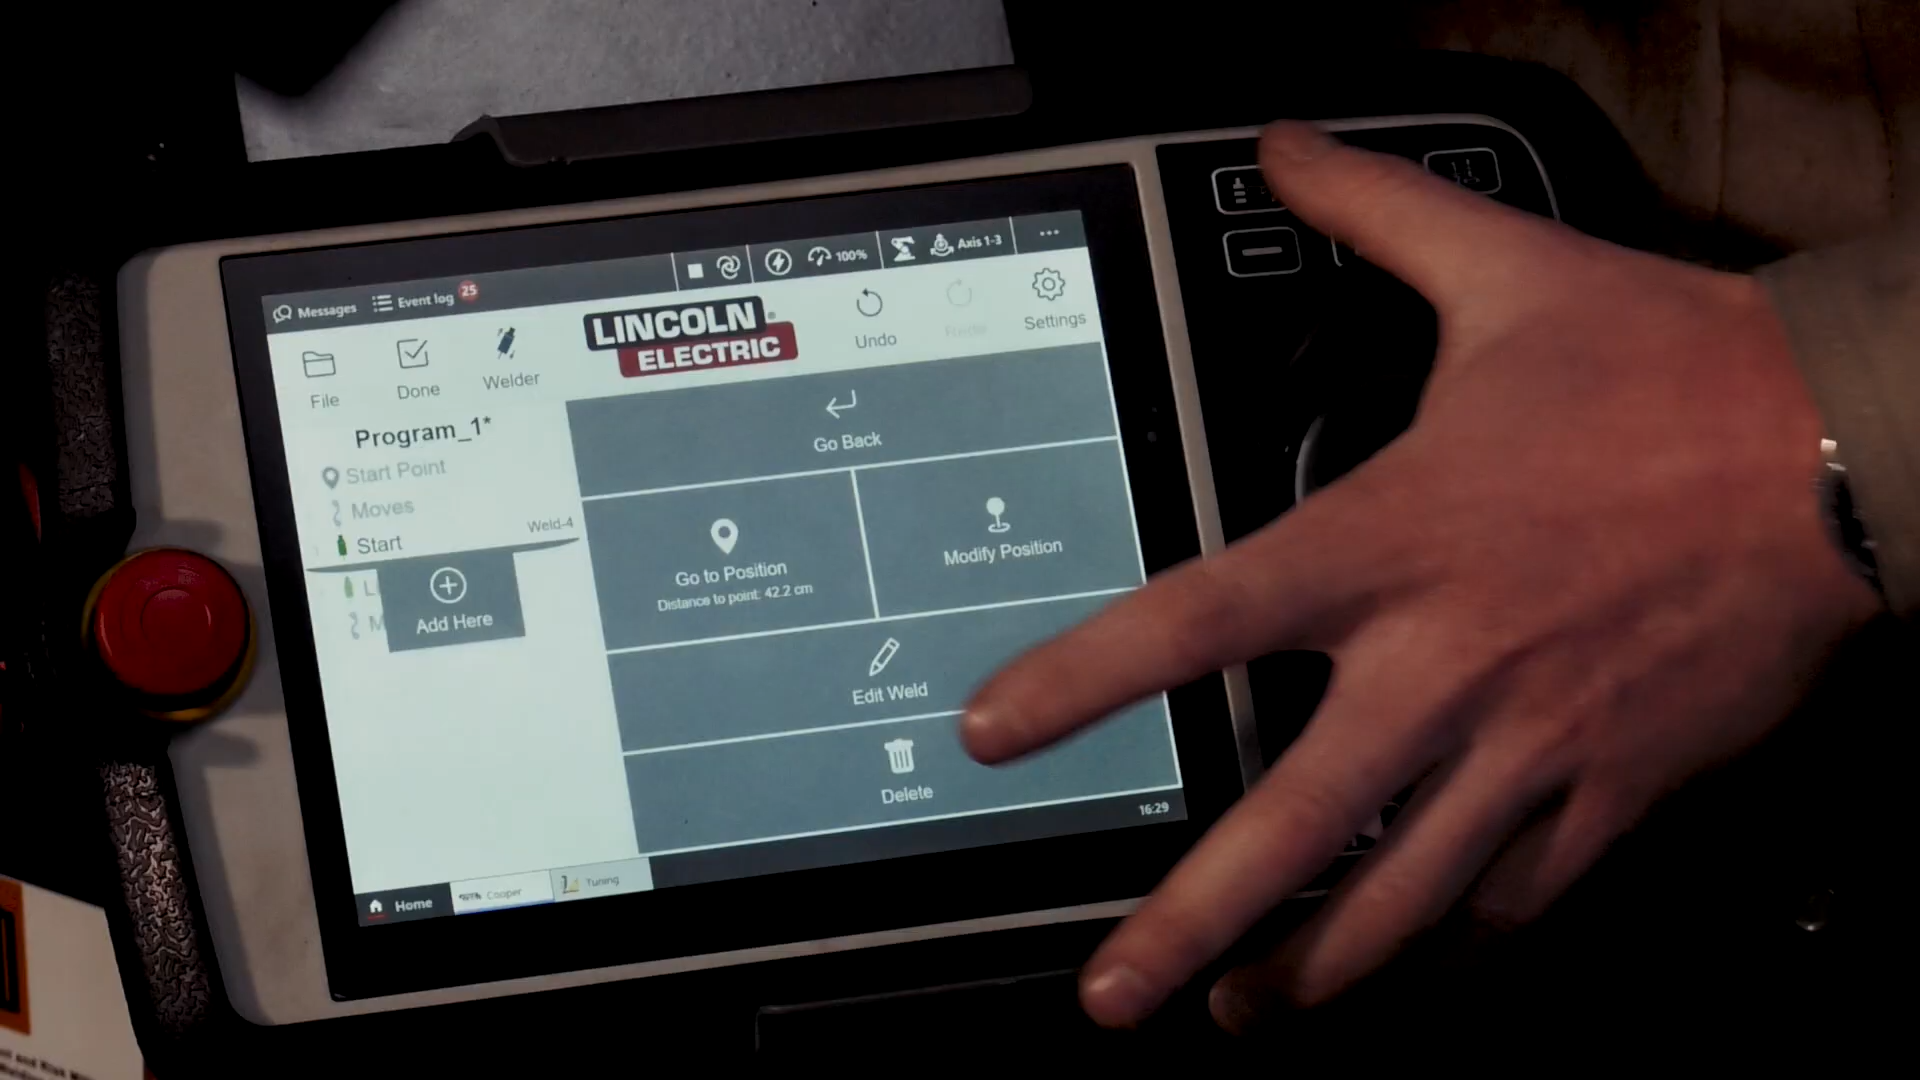 Messages
Event log 25
100%
Axis 1-3
File
Done
Welder
LINCOLN
ELECTRIC
Undo
Settings
Program_1*
Start Point
Moves
Weld-4
Start
Add Here
Go Back
Go to Position
Distance to point: 42.2 cm
Modify Position
Edit Weld
Delete
16:29
Home
Cooper
Tuning